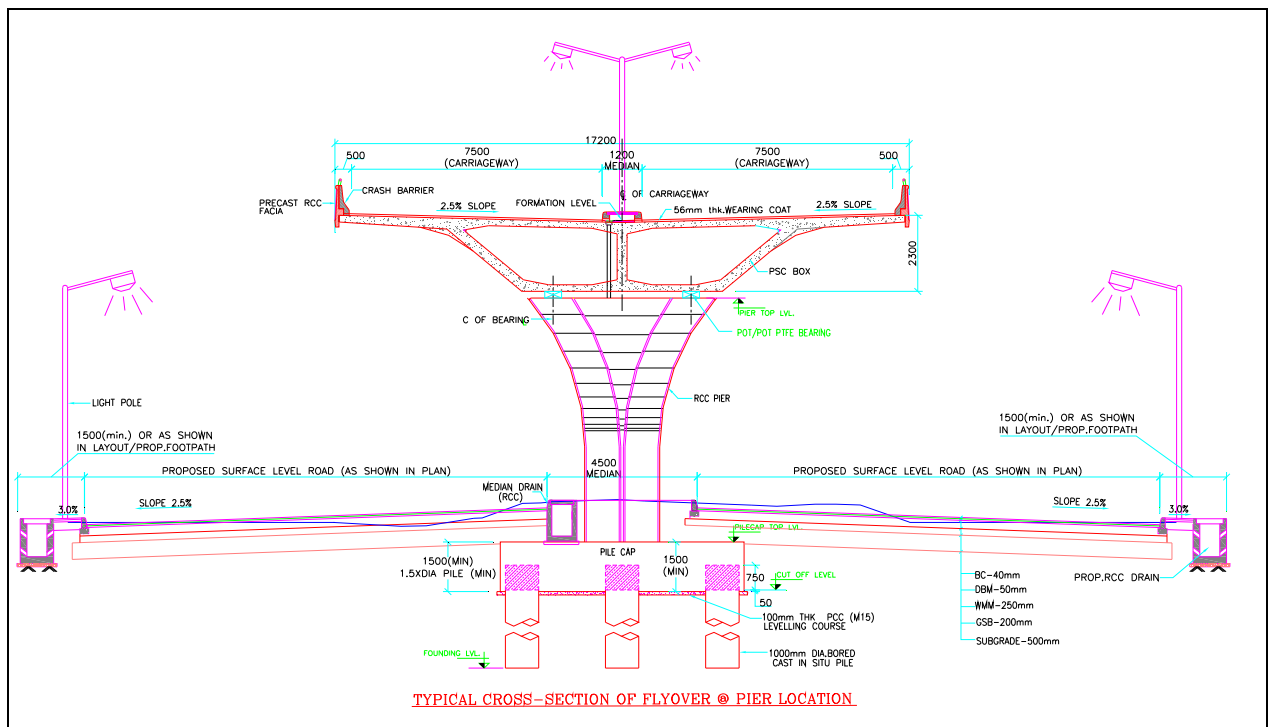 17200
500
7500
(CARRIAGEWAY)
1200
MEDIAN
7500
(CARRIAGEWAY)
500
OF CARRIAGEWAY
CRASH BARRIER
PRECAST RCC
FACIA
2.5% SLOPE
FORMATION LEVEL
56mm thk.WEARING COAT
2.5% SLOPE
2300
PSC BOX
PIER TOP LVL.
C OF BEARING
POT/POT PTFE BEARING
RCC PIER
LIGHT POLE
1500(min.) OR AS SHOWN
IN LAYOUT/PROP.FOOTPATH
1500(min.) OR AS SHOWN
IN LAYOUT/PROP.FOOTPATH
PROPOSED SURFACE LEVEL ROAD (AS SHOWN IN PLAN)
4500
MEDIAN
PROPOSED SURFACE LEVEL ROAD (AS SHOWN IN PLAN)
MEDIAN DRAIN
(RCC)
3.0%
SLOPE 2.5%
SLOPE 2.5%
3.0%
PILECAP TOP LVL.
PILE CAP
1500(MIN)
1.5XDIA PILE (MIN)
1500
(MIN)
750
CUT OFF LEVEL
50
100mm THK PCC (M15)
LEVELLING COURSE
BC-40mm
DBM-50mm
WMM-250mm
GSB-200mm
SUBGRADE-500mm
PROP.RCC DRAIN
FOUNDING LVL.
1000mm DIA.BORED
CAST IN SITU PILE
TYPICAL CROSS-SECTION OF FLYOVER @ PIER LOCATION